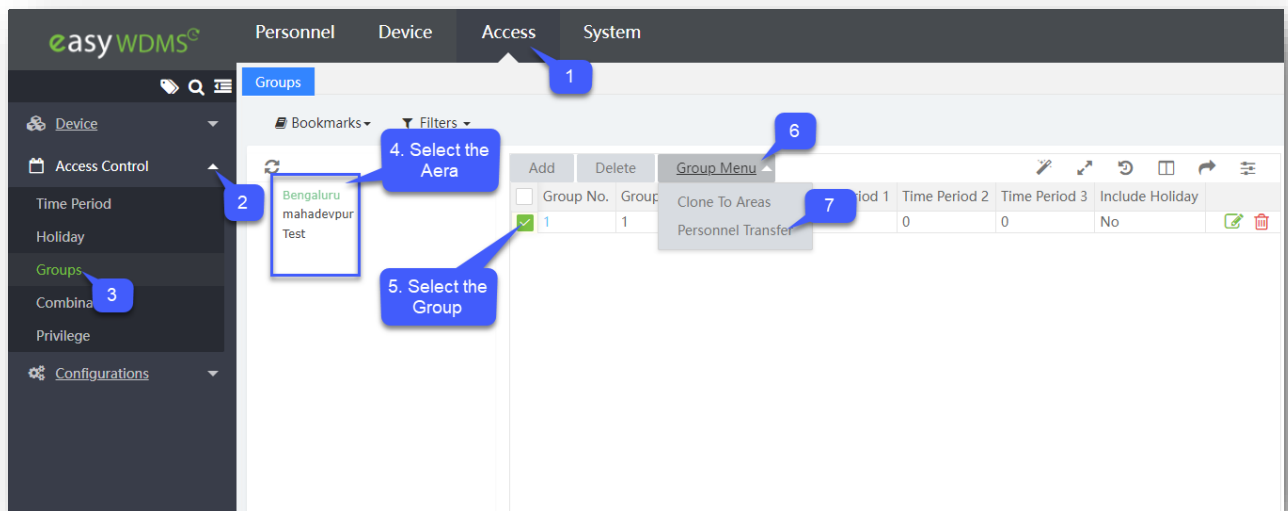 easy WDMS
Personnel Device Access System
1
Groups
Device
Bookmarks Filters
6
4. Select the
Aera
Access Control
Add Delete Group Menu
2
Bengaluru
mahadevpur
Test
Time Period
Holiday
Groups
3
Combina
Privilege
Configurations
Group No. Group iod 1 Time Period 2 Time Period 3 Include Holiday
Clone To Areas
7
1 1 0 0 No
Personnel Transfer
5. Select the
Group